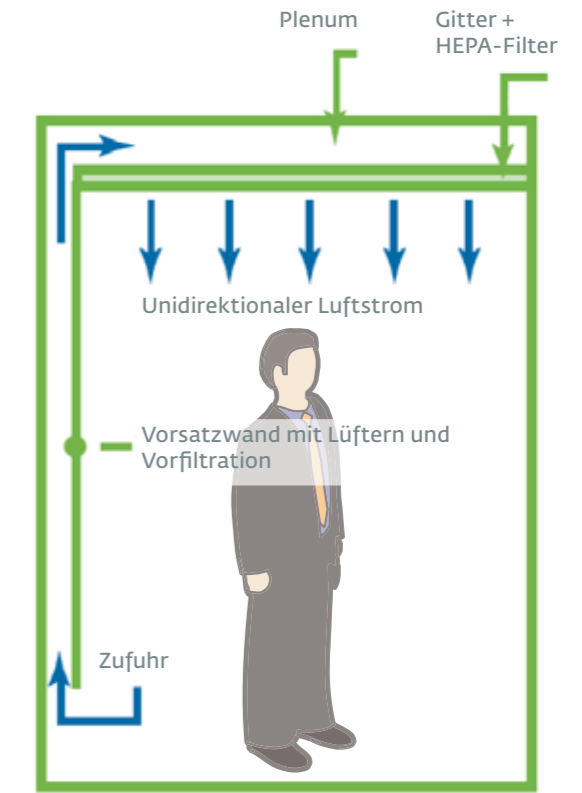 Plenum
Gitter +
HEPA-Filter
Unidirektionaler Luftstrom
Vorsatzwand mit Lüftern und
Vorfiltration
Zufuhr